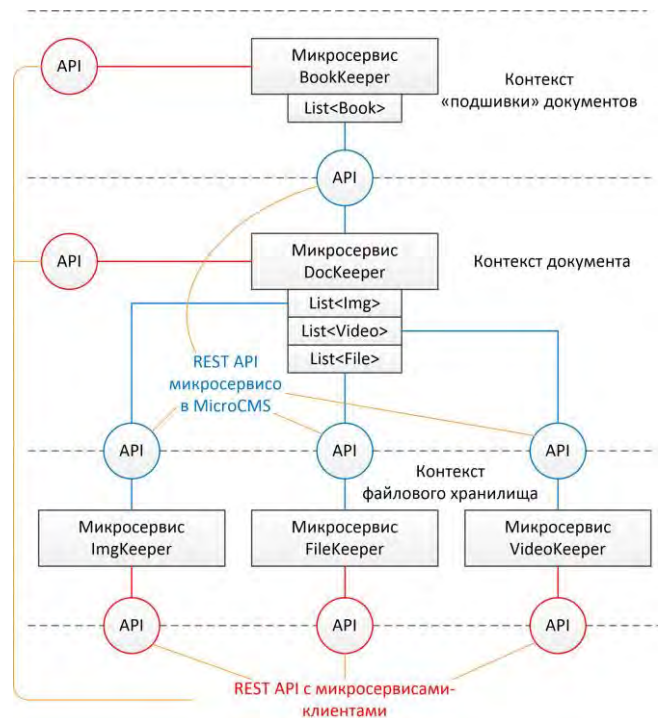 API
Микросервис
BookKeeper
List<Book>
Контекст
«подшивки» документов
API
API
Микросервис
DocKeeper
Контекст документа
List<Img>
List<Video>
List<File>
REST API
микросервисо
в MicroCMS
API
API
API
Контекст
файлового хранилища
Микросервис
ImgKeeper
Микросервис
FileKeeper
Микросервис
VideoKeeper
API
API
API
REST API с микросервисами-
клиентами